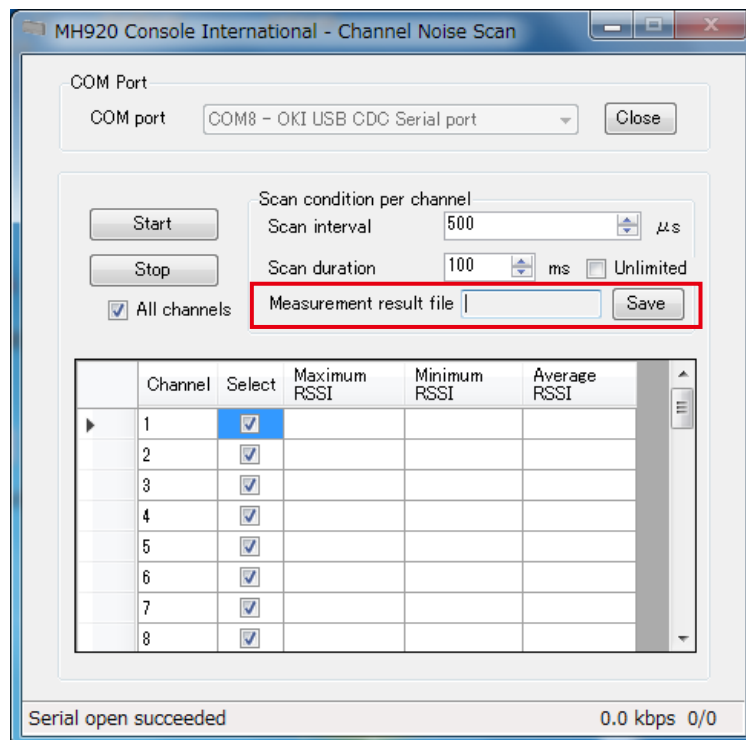 MH920 Console International - Channel Noise Scan
COM Port
COM port COM8 - OKI USB CDC Serial port Close
Scan condition per channel
Start Scan interval 500 μs
Stop Scan duration 100 ms Unlimited
All channels Measurement result file Save
Channel Select Maximum RSSI Minimum RSSI Average RSSI
1
2
3
4
5
6
7
8
Serial open succeeded 0.0 kbps 0/0